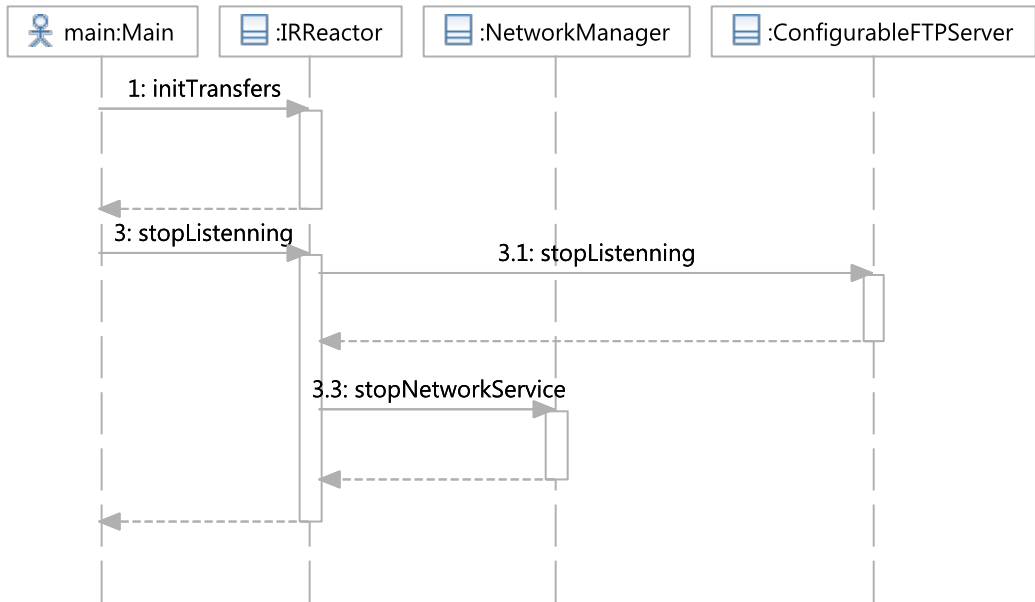 main:Main
:IRReactor
:NetworkManager
:ConfigurableFTPServer
1: initTransfers
3: stopListenning
3.1: stopListenning
3.3: stopNetworkService